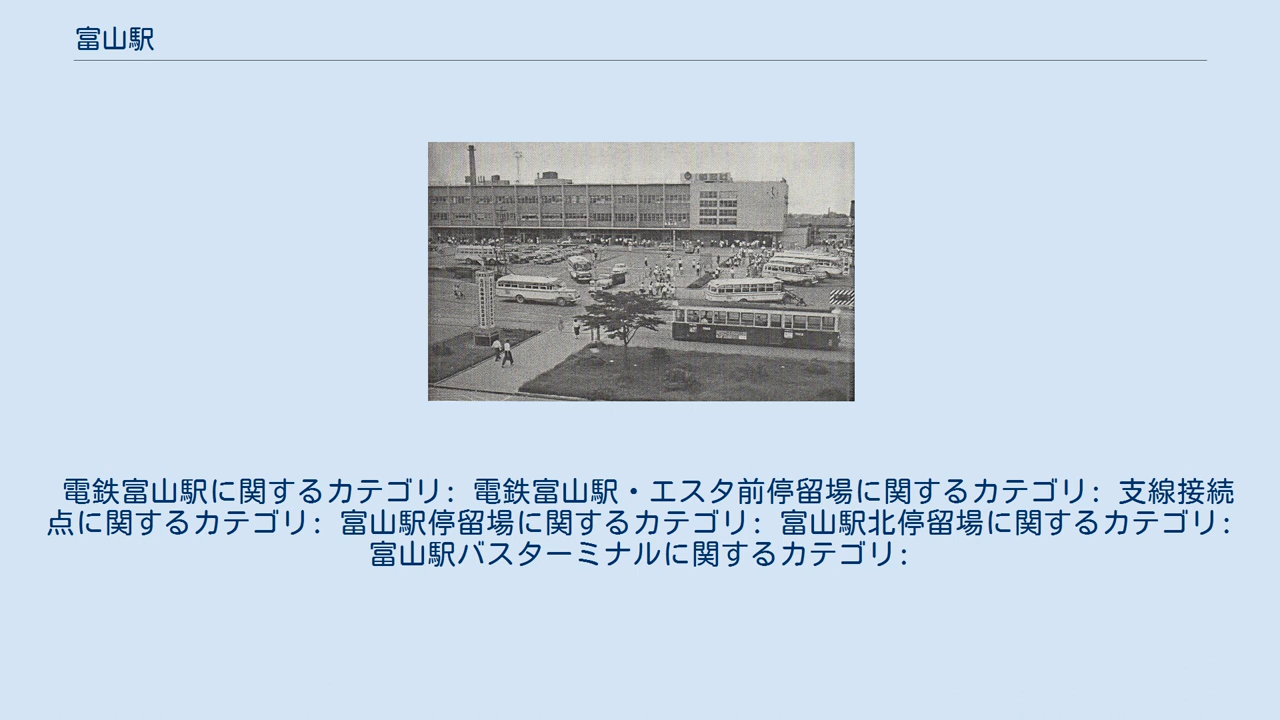 富山駅
電鉄富山駅に関するカテゴリ: 電鉄富山駅・エスタ前停留場に関するカテゴリ: 支線接続
点に関するカテゴリ: 富山駅停留場に関するカテゴリ: 富山駅北停留場に関するカテゴリ:
富山駅バスターミナルに関するカテゴリ: